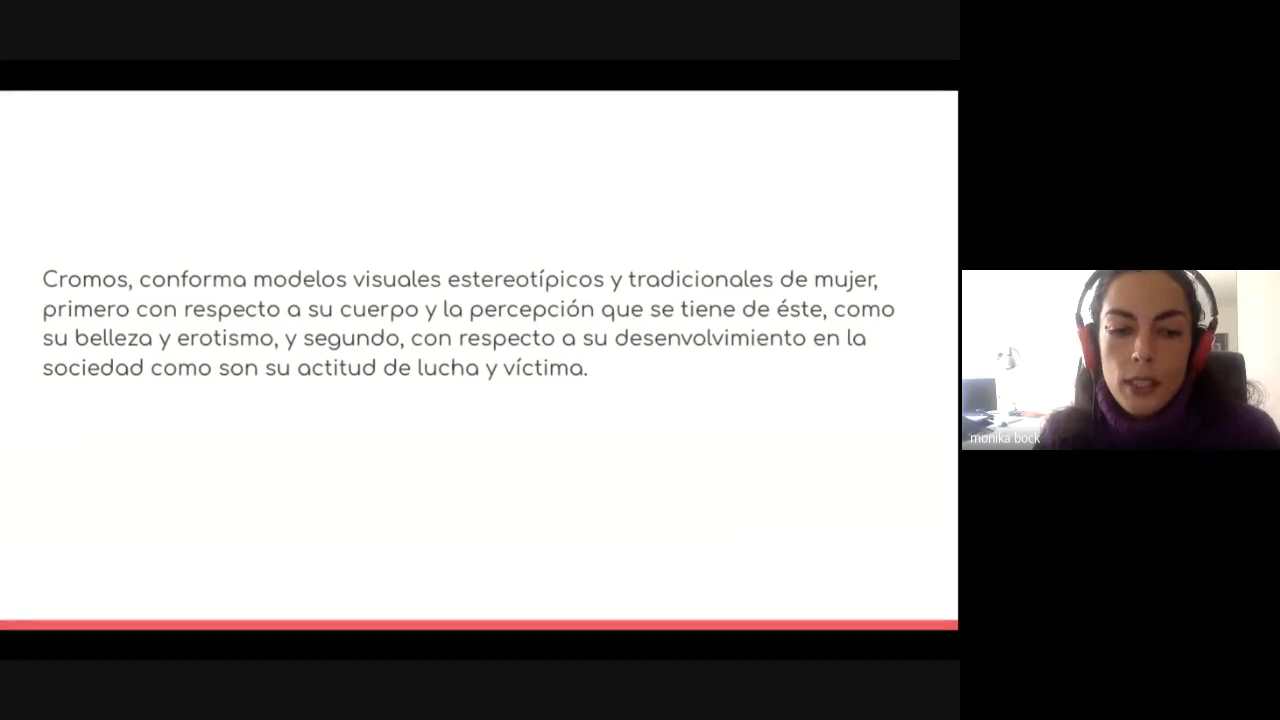 Cromos, conforma modelos visuales estereotípicos y tradicionales de mujer,
primero con respecto a su cuerpo y la percepción que se tiene de éste, como
su belleza y erotismo, y segundo, con respecto a su desenvolvimiento en la
sociedad como son su actitud de lucha y víctima.
monika bock